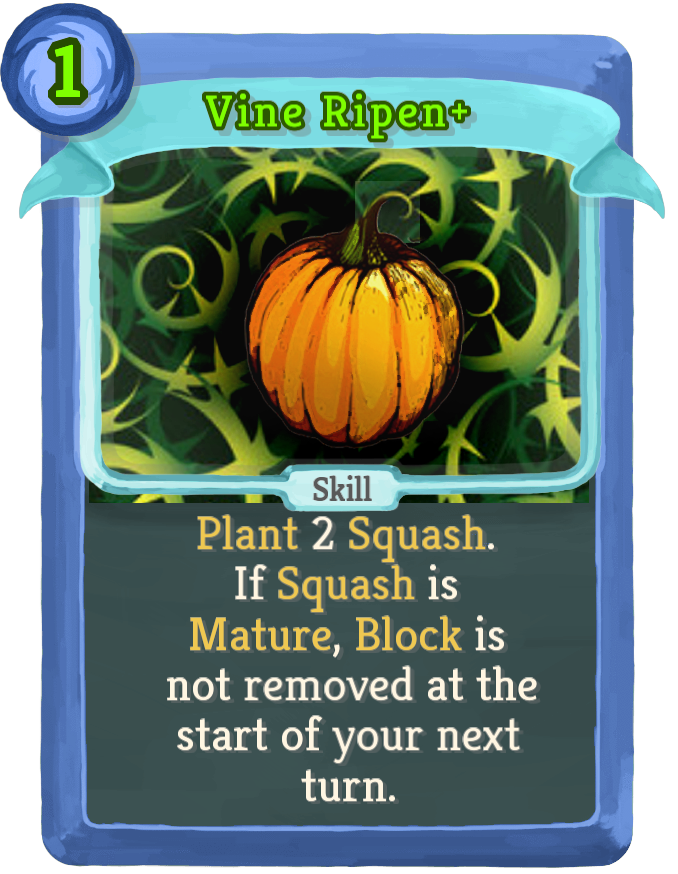 1
Vine Ripen+
Skill
Plant 2 Squash.
If Squash is
Mature, Block is
not removed at the
start of your next
turn.